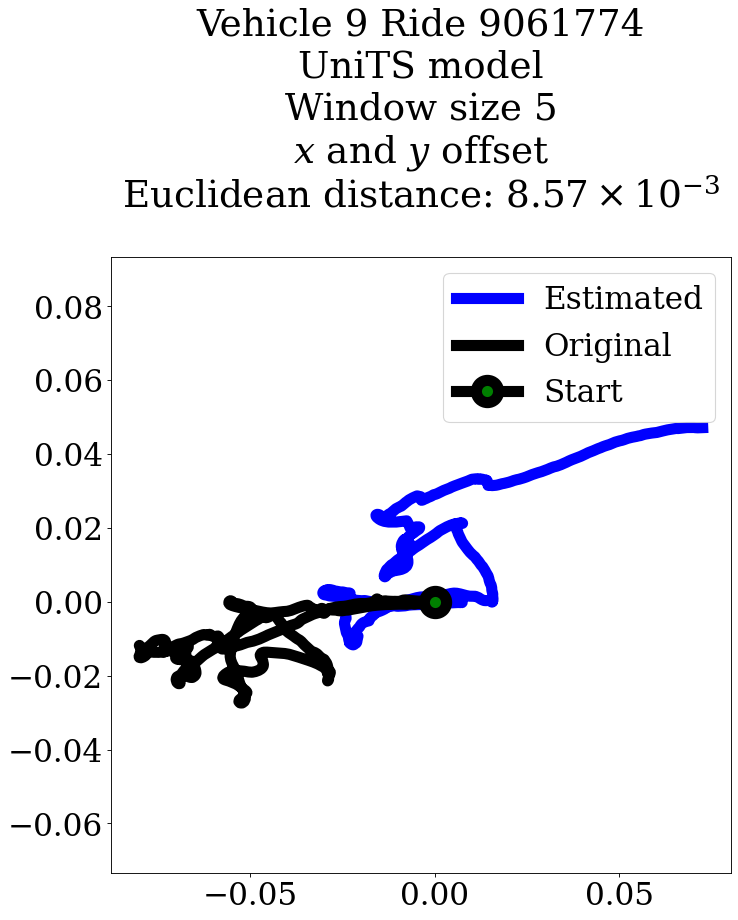 Vehicle 9 Ride 9061774
UniTS model
Window size 5
x and y offset
Euclidean distance: 8.57 × 10⁻³
Estimated
Original
Start
0.08
0.06
0.04
0.02
0.00
−0.02
−0.04
−0.06
−0.05
0.00
0.05